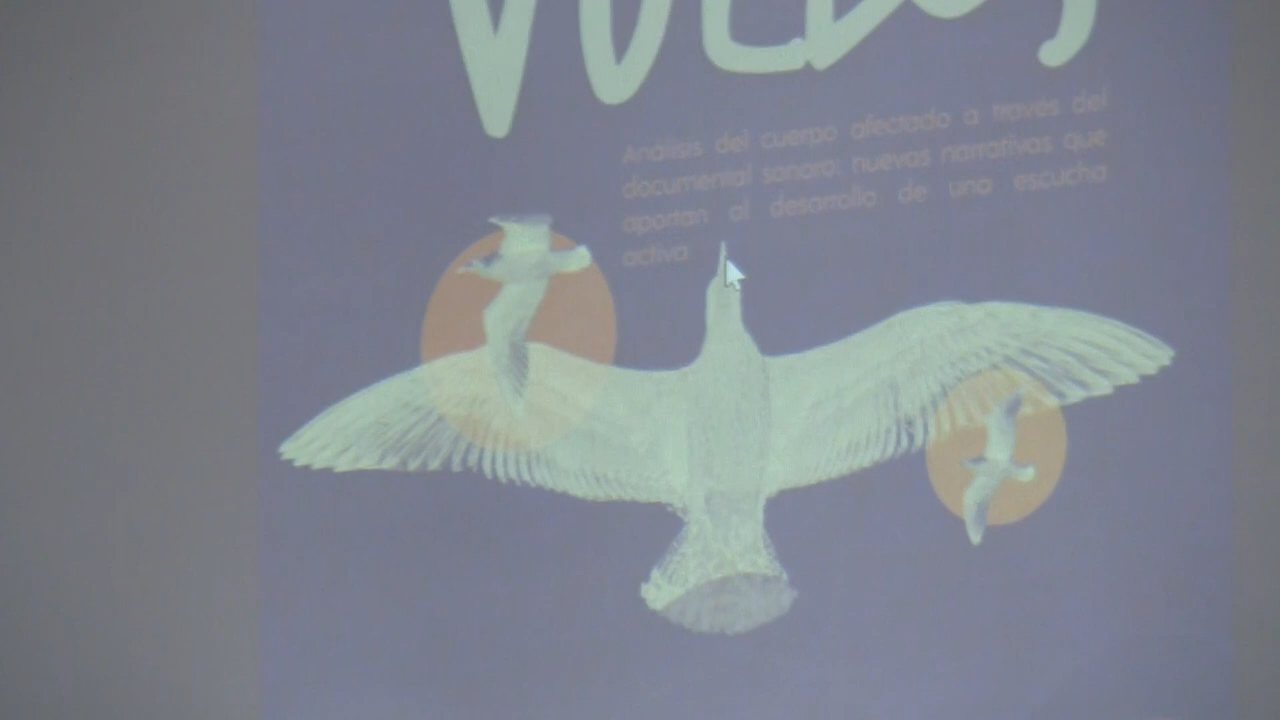 Análisis del cuerpo afectado a través del
documental sonoro: nuevas narrativas que
aportan al desarrollo de una escucha
activa